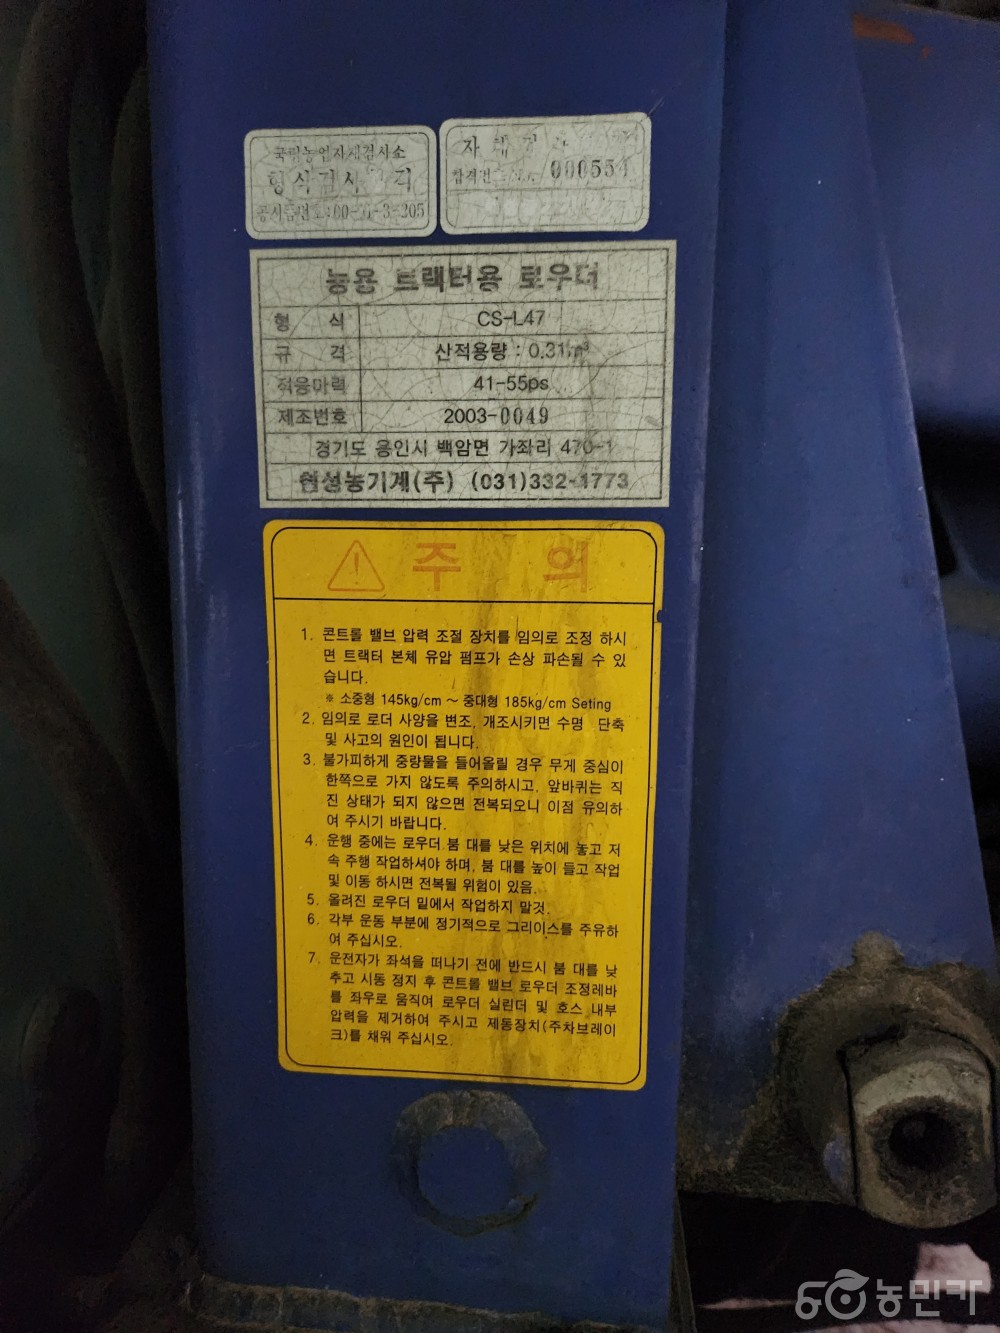 국립농업자재검사소
형식검사
자체
합격
000554
농용 트랙터용 로우더
형 식 CS-L47
규 격 산적용량 : 0.31m³
적응마력 41-55ps
제조번호 2003-0049
경기도 용인시 백암면 가좌리 470-1
농기계(주) (031)332-1773
주 의
1. 콘트롤 밸브 압력 조절 장치를 임의로 조정 하시
면 트랙터 본체 유압 펌프가 손상 파손될 수 있
습니다.
※ 소중형 145kg/cm ~ 중대형 185kg/cm Seting
2. 임의로 로더 사양을 변조, 개조시키면 수명 단축
및 사고의 원인이 됩니다.
3. 불가피하게 중량물을 들어올릴 경우 무게 중심이
한쪽으로 가지 않도록 주의하시고, 앞바퀴는 직
진 상태가 되지 않으면 전복되오니 이점 유의하
여 주시기 바랍니다.
4. 운행 중에는 로우더 붐 대를 낮은 위치에 놓고 저
속 주행 작업하셔야 하며, 붐 대를 높이 들고 작업
및 이동 하시면 전복될 위험이 있음.
5. 올려진 로우더 밑에서 작업하지 말것.
6. 각부 운동 부분에 정기적으로 그리이스를 주유하
여 주십시오.
7. 운전자가 좌석을 떠나기 전에 반드시 붐 대를 낮
추고 시동 정지 후 콘트롤 밸브 로우더 조정레바
를 좌우로 움직여 로우더 실린더 및 호스 내부
압력을 제거하여 주시고 제동장치(주차브레이
크)를 채워 주십시오.
농민카